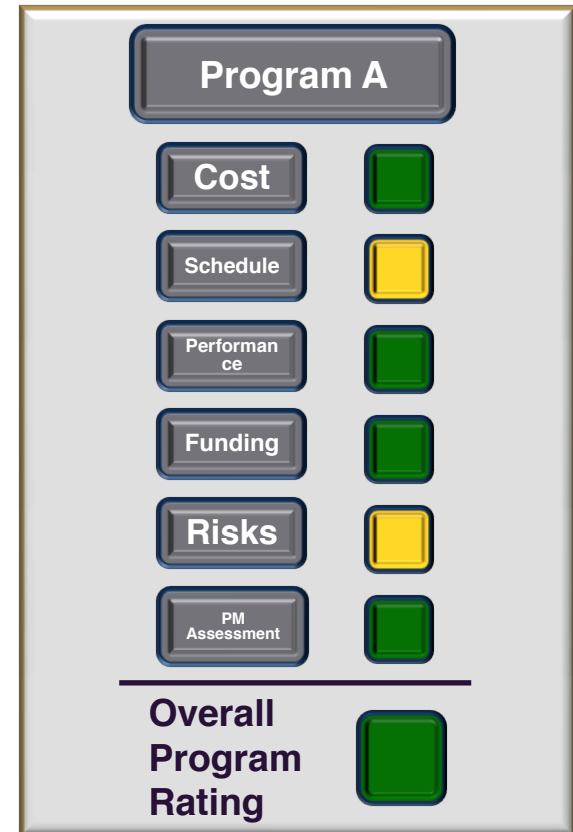 Program A
Cost
Schedule
Performan
ce
Funding
Risks
PM
Assessment
Overall
Program
Rating